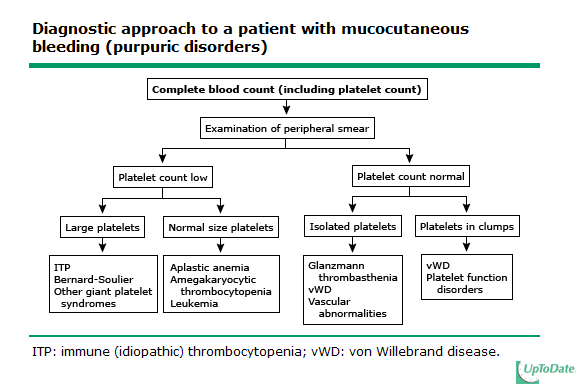 Diagnostic approach to a patient with mucocutaneous
bleeding (purpuric disorders)
Complete blood count (including platelet count)
Examination of peripheral smear
Platelet count low
Platelet count normal
Large platelets
Normal size platelets
Isolated platelets
Platelets in clumps
ITP
Bernard-Soulier
Other giant platelet
syndromes
Aplastic anemia
Amegakaryocytic
thrombocytopenia
Leukemia
Glanzmann
thrombasthenia
vWD
Vascular
abnormalities
vWD
Platelet function
disorders
ITP: immune (idiopathic) thrombocytopenia; vWD: von Willebrand disease.
UpToDate